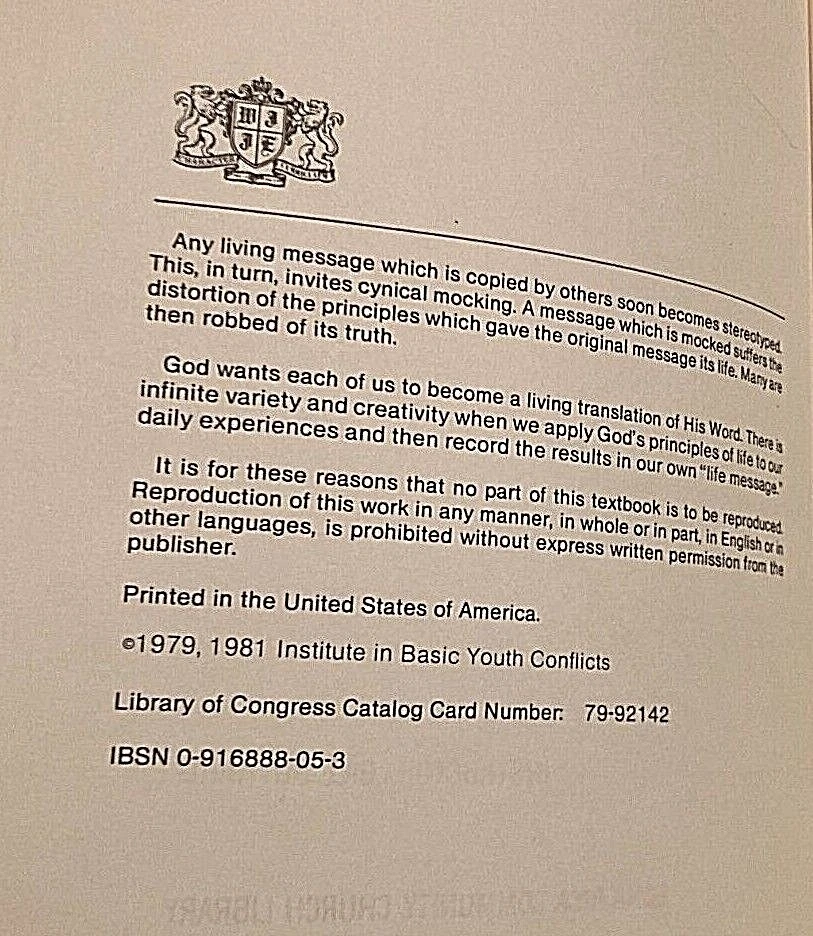 CHARACTER
Any living message which is copied by others soon becomes stereotyped.
This, in turn, invites cynical mocking. A message which is mocked suffers the
distortion of the principles which gave the original message its life. Many are
then robbed of its truth.
God wants each of us to become a living translation of His Word. There is
infinite variety and creativity when we apply God's principles of life to our
daily experiences and then record the results in our own "life message."
It is for these reasons that no part of this textbook is to be reproduced.
Reproduction of this work in any manner, in whole or in part, in English or in
other languages, is prohibited without express written permission from the
publisher.
Printed in the United States of America.
©1979, 1981 Institute in Basic Youth Conflicts
Library of Congress Catalog Card Number: 79-92142
IBSN 0-916888-05-3
COMMUNITY CHURCH LIBRARY